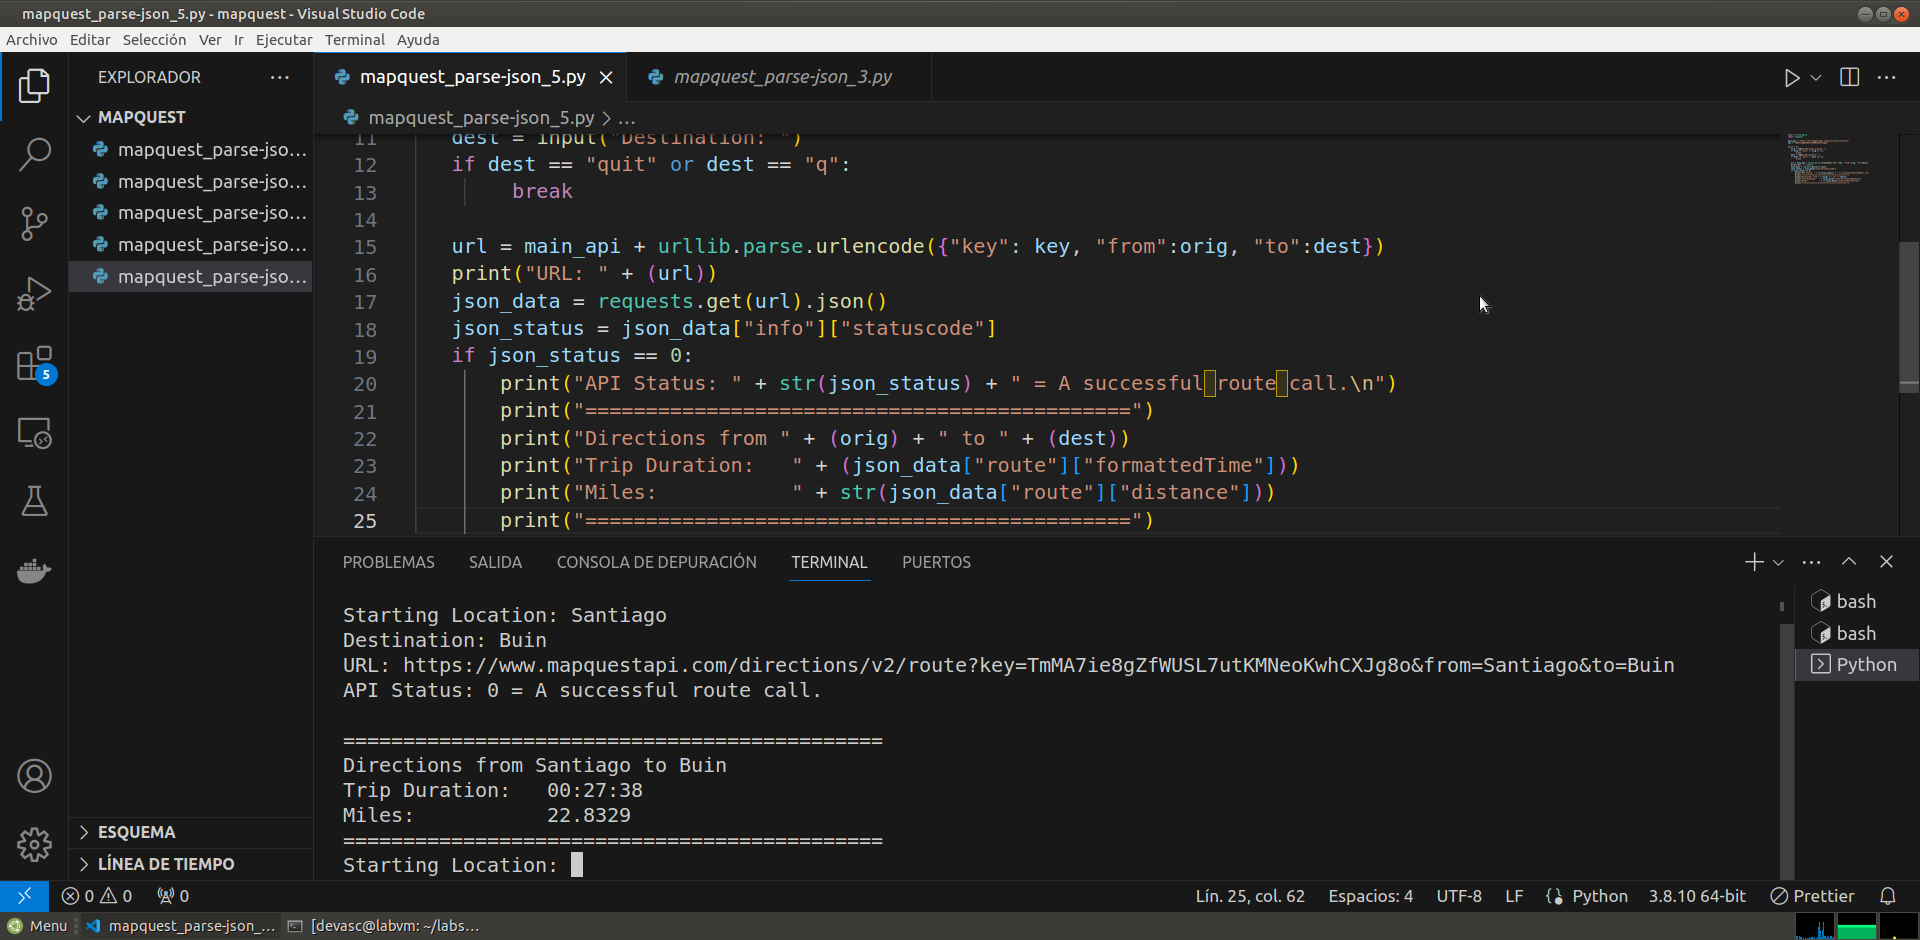 mapquest_parse-json_5.py - mapquest - Visual Studio Code
Archivo Editar Selección Ver Ir Ejecutar Terminal Ayuda
EXPLORADOR
MAPQUEST
mapquest_parse-jso...
mapquest_parse-jso...
mapquest_parse-jso...
mapquest_parse-jso...
mapquest_parse-jso...
5
ESQUEMA
LÍNEA DE TIEMPO
mapquest_parse-json_5.py mapquest_parse-json_3.py
mapquest_parse-json_5.py > ...
11 dest = input("Destination: ")
12 if dest == "quit" or dest == "q":
13 break
14
15 url = main_api + urllib.parse.urlencode({"key": key, "from":orig, "to":dest})
16 print("URL: " + (url))
17 json_data = requests.get(url).json()
18 json_status = json_data["info"]["statuscode"]
19 if json_status == 0:
20 print("API Status: " + str(json_status) + " = A successful route call.\n")
21 print("=============================================")
22 print("Directions from " + (orig) + " to " + (dest))
23 print("Trip Duration:   " + (json_data["route"]["formattedTime"]))
24 print("Miles:           " + str(json_data["route"]["distance"]))
25 print("=============================================")
PROBLEMAS SALIDA CONSOLA DE DEPURACIÓN TERMINAL PUERTOS
Starting Location: Santiago
Destination: Buin
URL: https://www.mapquestapi.com/directions/v2/route?key=TmMA7ie8gZfWUSL7utKMNeoKwhCXJg8o&from=Santiago&to=Buin
API Status: 0 = A successful route call.
=============================================
Directions from Santiago to Buin
Trip Duration:   00:27:38
Miles:           22.8329
=============================================
Starting Location:
bash
bash
Python
0 0 0 Lín. 25, col. 62 Espacios: 4 UTF-8 LF Python 3.8.10 64-bit Prettier
Menu mapquest_parse-json_... [devasc@labvm: ~/labs...